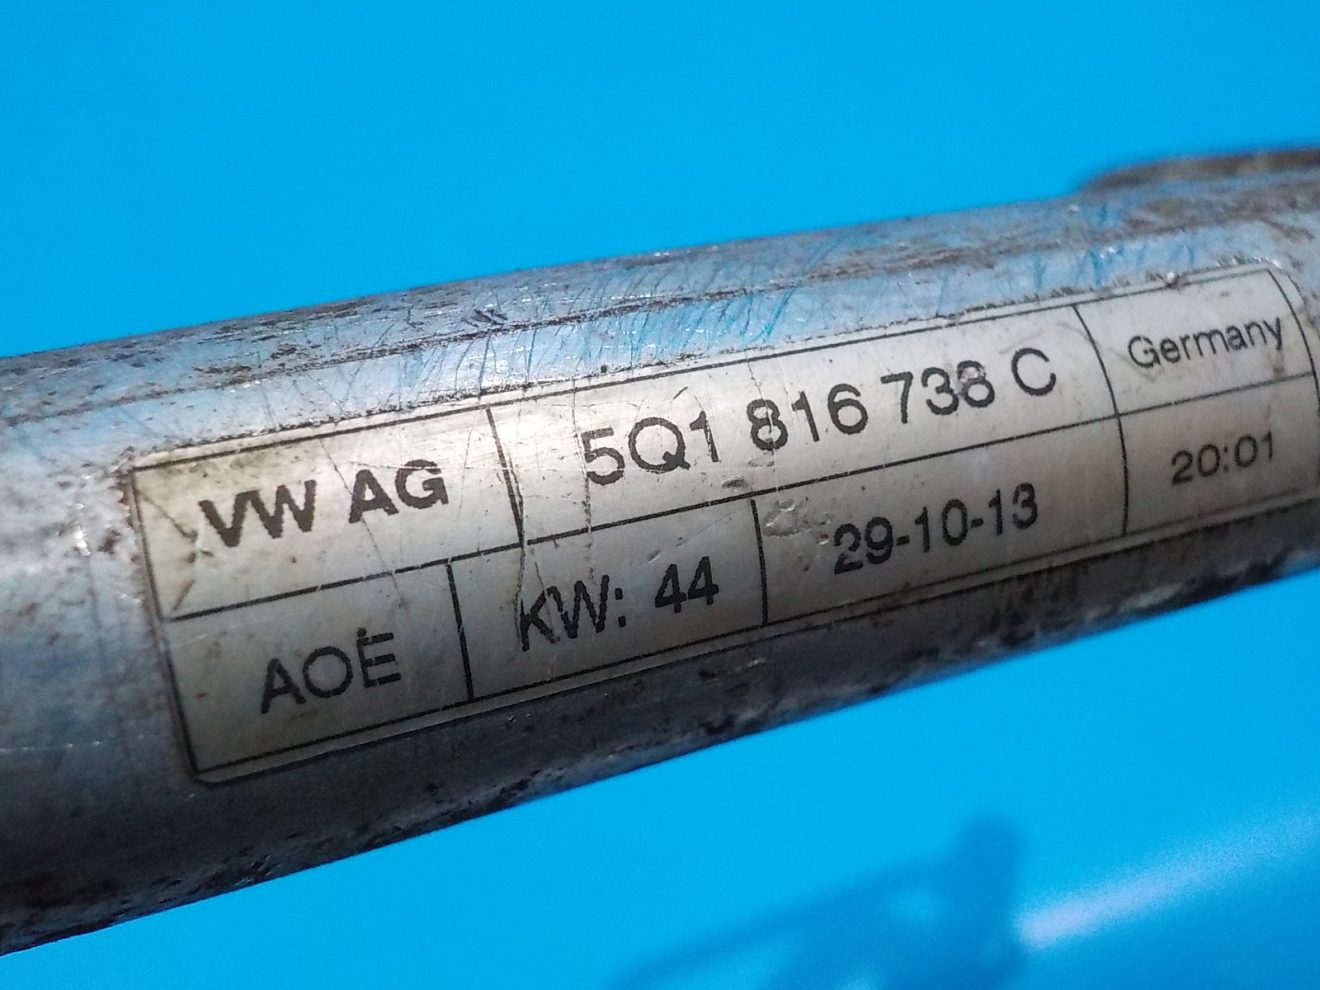 VW AG 5Q1 816 738 C Germany
AOE KW: 44 29-10-13 20:01